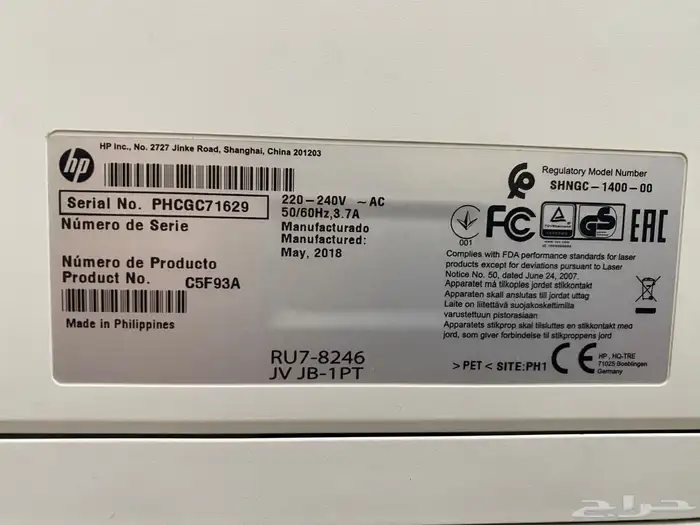 hp
HP Inc., No. 2727 Jinke Road, Shanghai, China 201203
Serial No. PHCGC71629
Número de Serie
220-240V ~ AC
50/60Hz, 3.7A
Manufacturado
Manufactured:
May, 2018
Número de Producto
Product No. C5F93A
Made in Philippines
RU7-8246
JV JB-1PT
Regulatory Model Number
SHNGC-1400-00
001
FC
GS
EAC
Complies with FDA performance standards for laser
products except for deviations pursuant to Laser
Notice No. 50, dated June 24, 2007.
Apparatet må tilkoples jordet stikkontakt
Apparaten skall anslutas till jordat uttag
Laite on liitettävä suojakoskettimilla
varustettuun pistorasiaan
Apparatets stikprop skal tilsluttes en stikkontakt med
jord, som giver forbindelse til stikproppens jord.
>PET< SITE:PH1
CE
HP, HQ-TRE
71025 Boeblingen
Germany
حراج